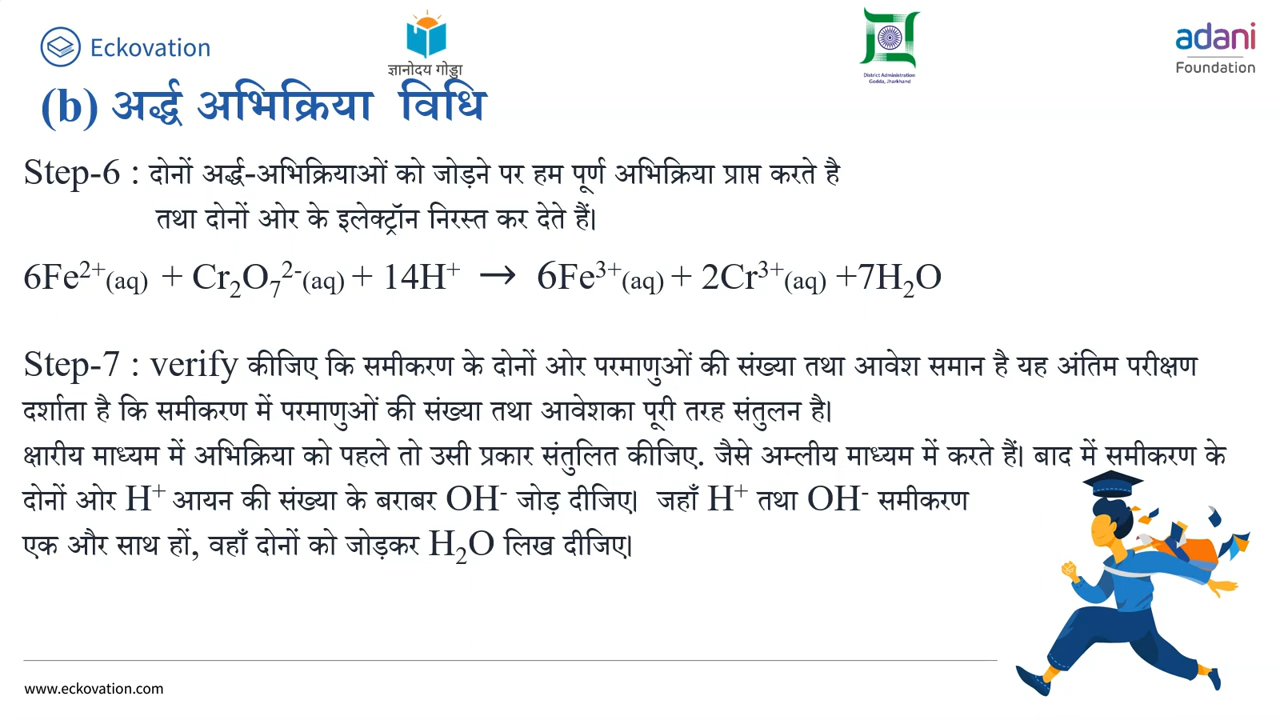 Eckovation
ज्ञानोदय गोड्डा
District Administration
Godda, Jharkhand
adani
Foundation
(b) अर्द्ध अभिक्रिया विधि
Step-6 : दोनों अर्द्ध-अभिक्रियाओं को जोड़ने पर हम पूर्ण अभिक्रिया प्राप्त करते है
तथा दोनों ओर के इलेक्ट्रॉन निरस्त कर देते हैं।
6Fe²⁺(aq) + Cr₂O₇²⁻(aq) + 14H⁺ → 6Fe³⁺(aq) + 2Cr³⁺(aq) +7H₂O
Step-7 : verify कीजिए कि समीकरण के दोनों ओर परमाणुओं की संख्या तथा आवेश समान है यह अंतिम परीक्षण
दर्शाता है कि समीकरण में परमाणुओं की संख्या तथा आवेशका पूरी तरह संतुलन है।
क्षारीय माध्यम में अभिक्रिया को पहले तो उसी प्रकार संतुलित कीजिए. जैसे अम्लीय माध्यम में करते हैं। बाद में समीकरण के
दोनों ओर H⁺ आयन की संख्या के बराबर OH⁻ जोड़ दीजिए। जहाँ H⁺ तथा OH⁻ समीकरण
एक और साथ हों, वहाँ दोनों को जोड़कर H₂O लिख दीजिए।
www.eckovation.com